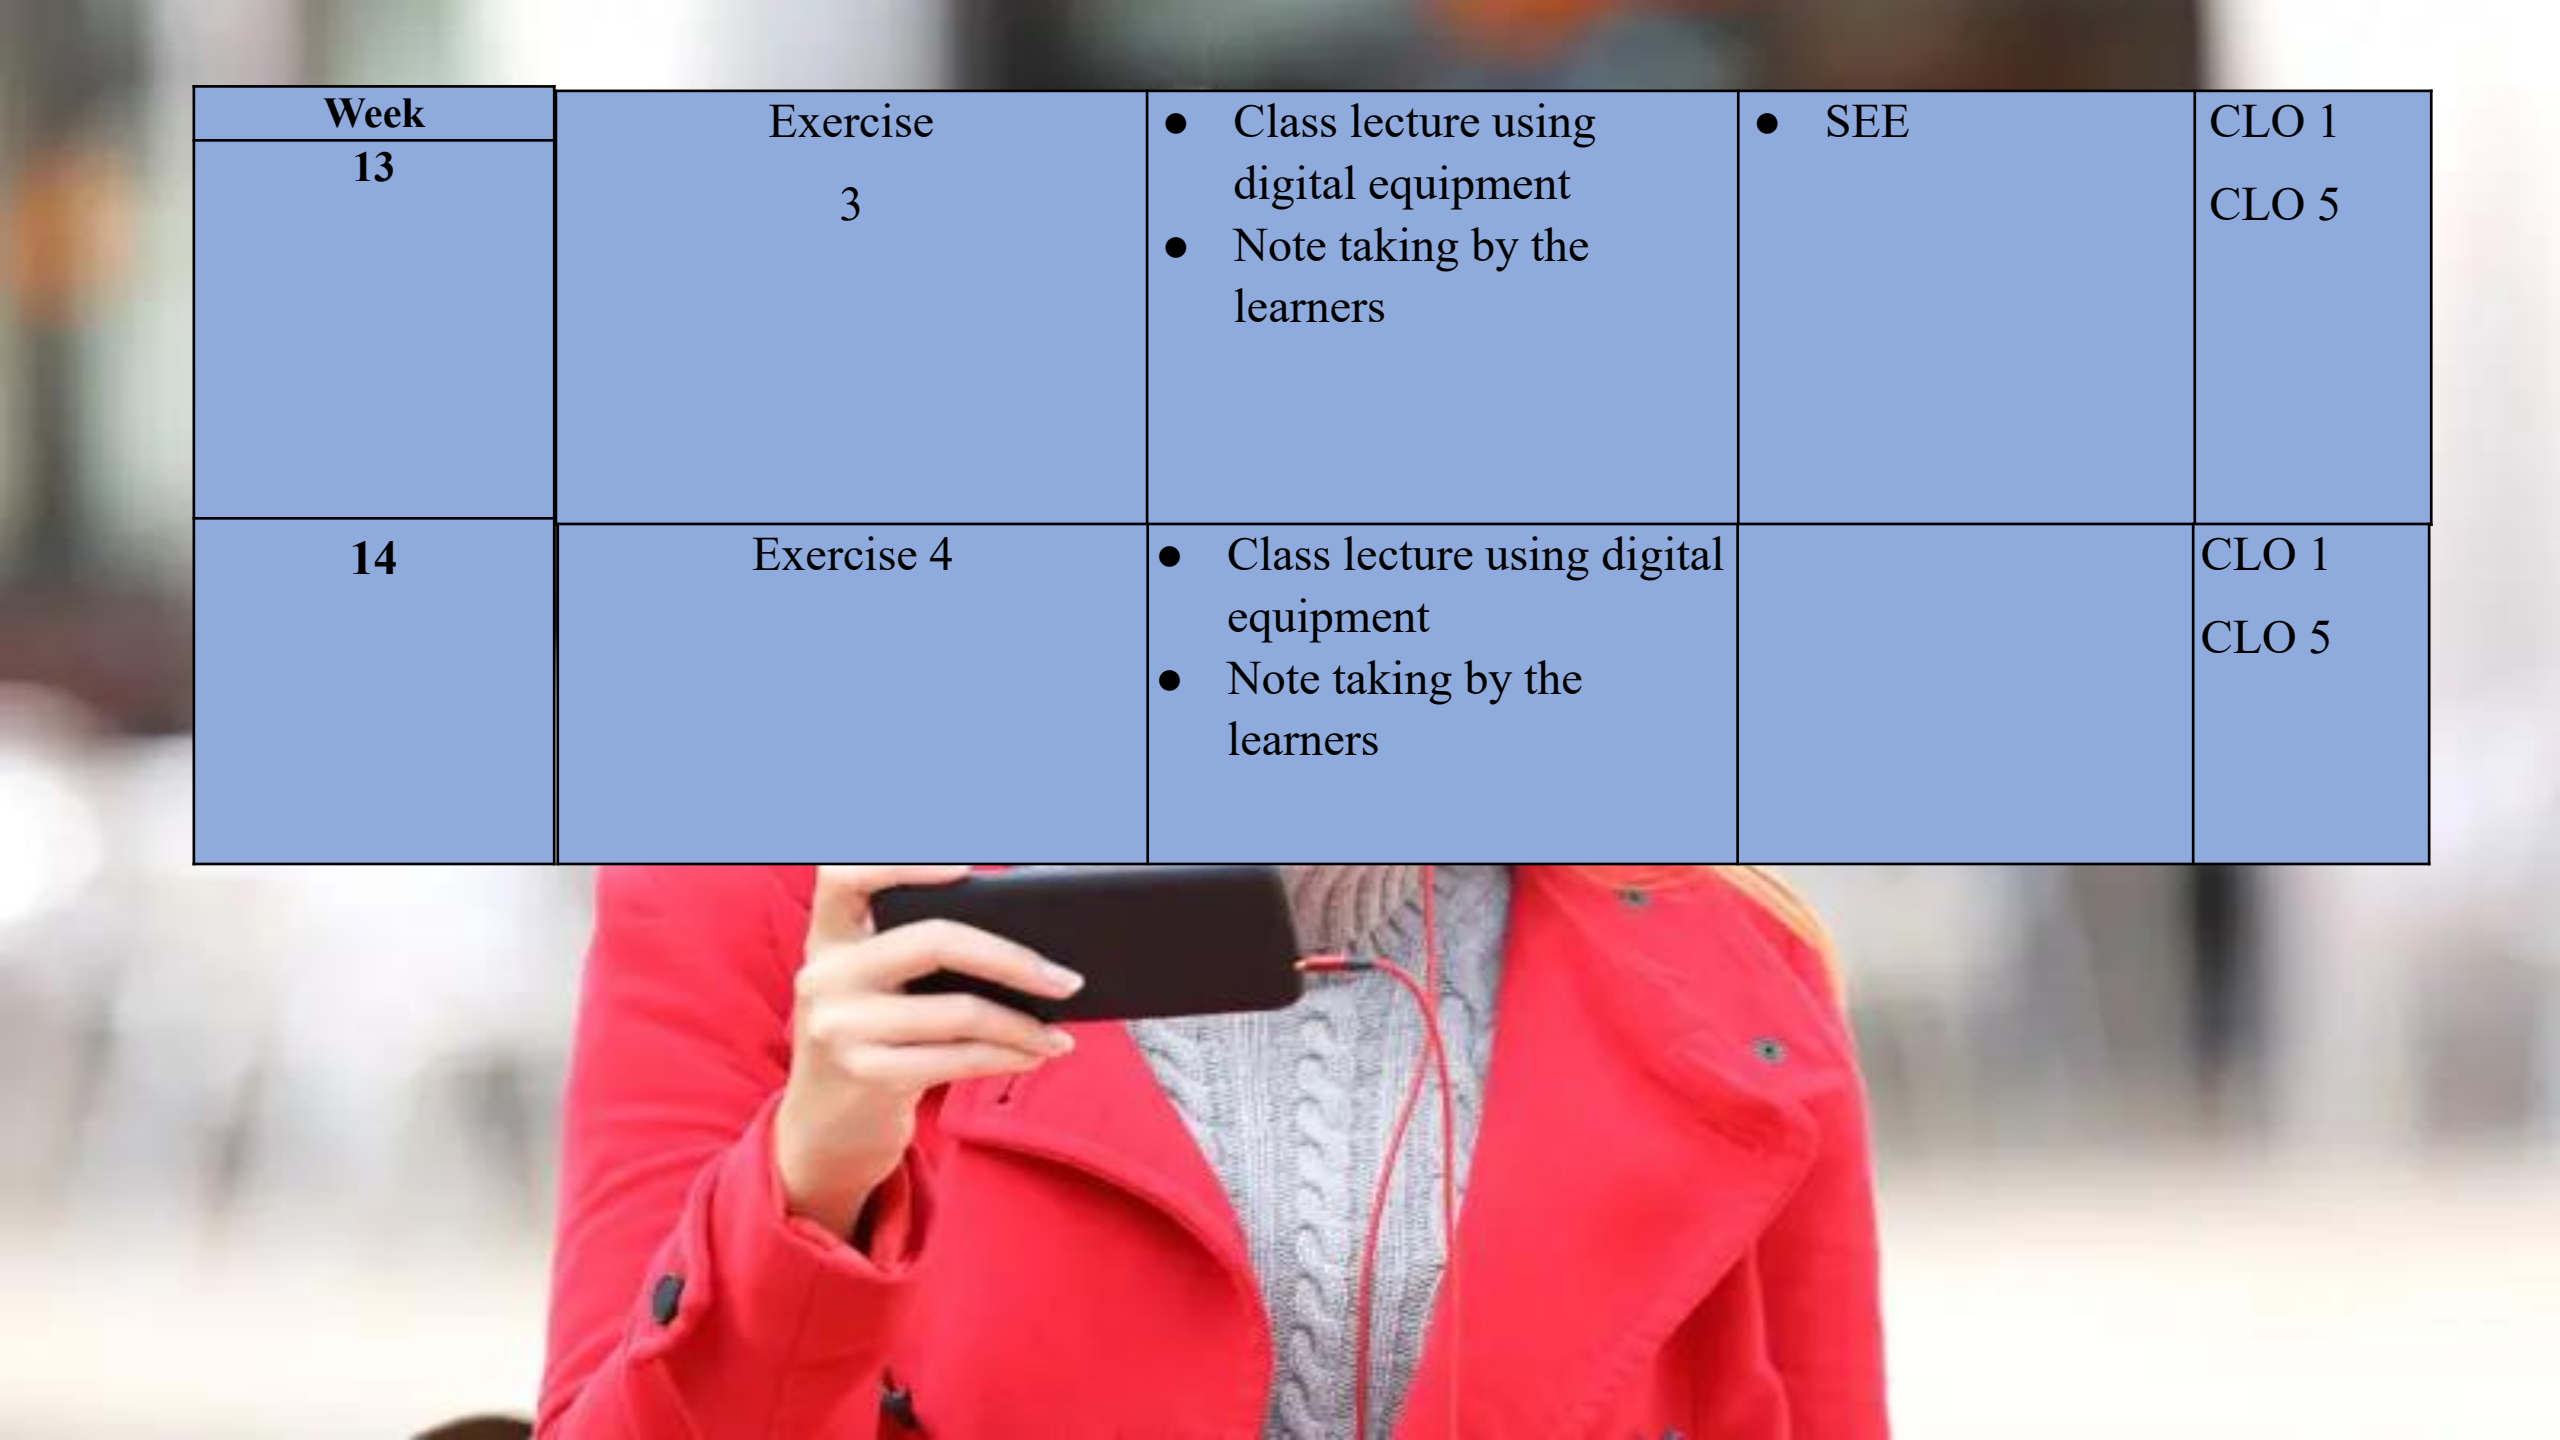 Week
13
Exercise
3
● Class lecture using
digital equipment
● Note taking by the
learners
● SEE
CLO 1
CLO 5
14
Exercise 4
● Class lecture using digital
equipment
● Note taking by the
learners
CLO 1
CLO 5